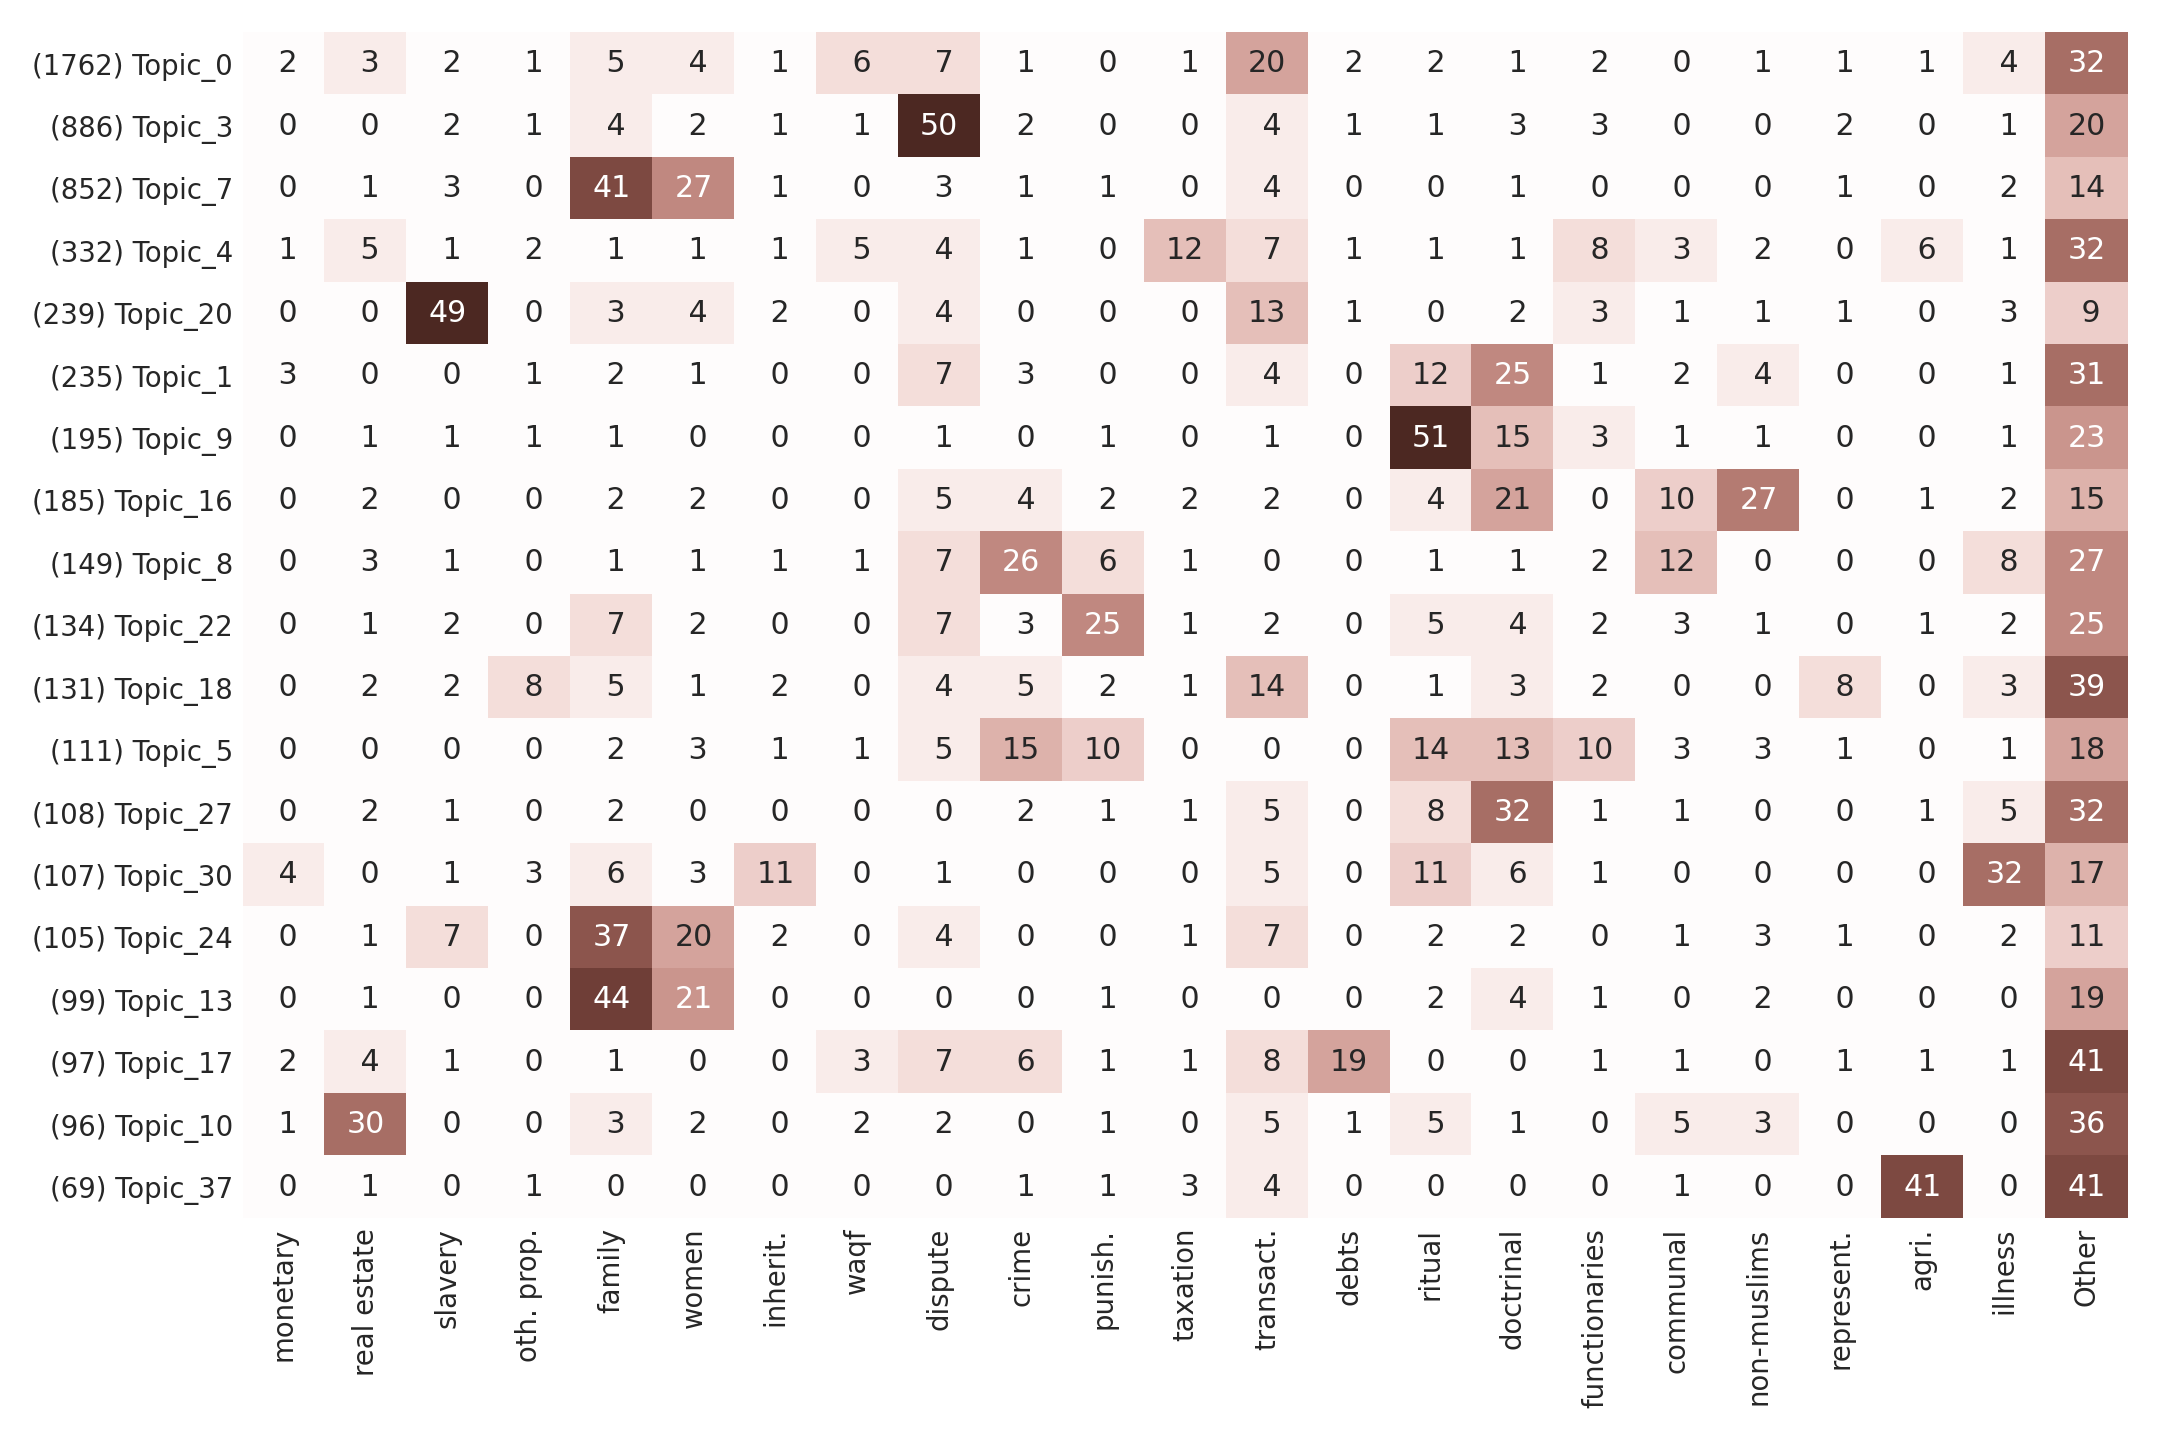 (1762) Topic_0 2 3 2 1 5 4 1 6 7 1 0 1 20 2 2 1 2 0 1 1 1 4 32
(886) Topic_3 0 0 2 1 4 2 1 1 50 2 0 0 4 1 1 3 3 0 0 2 0 1 20
(852) Topic_7 0 1 3 0 41 27 1 0 3 1 1 0 4 0 0 1 0 0 0 1 0 2 14
(332) Topic_4 1 5 1 2 1 1 1 5 4 1 0 12 7 1 1 1 8 3 2 0 6 1 32
(239) Topic_20 0 0 49 0 3 4 2 0 4 0 0 0 13 1 0 2 3 1 1 1 0 3 9
(235) Topic_1 3 0 0 1 2 1 0 0 7 3 0 0 4 0 12 25 1 2 4 0 0 1 31
(195) Topic_9 0 1 1 1 1 0 0 0 1 0 1 0 1 0 51 15 3 1 1 0 0 1 23
(185) Topic_16 0 2 0 0 2 2 0 0 5 4 2 2 2 0 4 21 0 10 27 0 1 2 15
(149) Topic_8 0 3 1 0 1 1 1 1 7 26 6 1 0 0 1 1 2 12 0 0 0 8 27
(134) Topic_22 0 1 2 0 7 2 0 0 7 3 25 1 2 0 5 4 2 3 1 0 1 2 25
(131) Topic_18 0 2 2 8 5 1 2 0 4 5 2 1 14 0 1 3 2 0 0 8 0 3 39
(111) Topic_5 0 0 0 0 2 3 1 1 5 15 10 0 0 0 14 13 10 3 3 1 0 1 18
(108) Topic_27 0 2 1 0 2 0 0 0 0 2 1 1 5 0 8 32 1 1 0 0 1 5 32
(107) Topic_30 4 0 1 3 6 3 11 0 1 0 0 0 5 0 11 6 1 0 0 0 0 32 17
(105) Topic_24 0 1 7 0 37 20 2 0 4 0 0 1 7 0 2 2 0 1 3 1 0 2 11
(99) Topic_13 0 1 0 0 44 21 0 0 0 0 1 0 0 0 2 4 1 0 2 0 0 0 19
(97) Topic_17 2 4 1 0 1 0 0 3 7 6 1 1 8 19 0 0 1 1 0 1 1 1 41
(96) Topic_10 1 30 0 0 3 2 0 2 2 0 1 0 5 1 5 1 0 5 3 0 0 0 36
(69) Topic_37 0 1 0 1 0 0 0 0 0 1 1 3 4 0 0 0 0 1 0 0 41 0 41
monetary
real estate
slavery
oth. prop.
family
women
inherit.
waqf
dispute
crime
punish.
taxation
transact.
debts
ritual
doctrinal
functionaries
communal
non-muslims
represent.
agri.
illness
Other